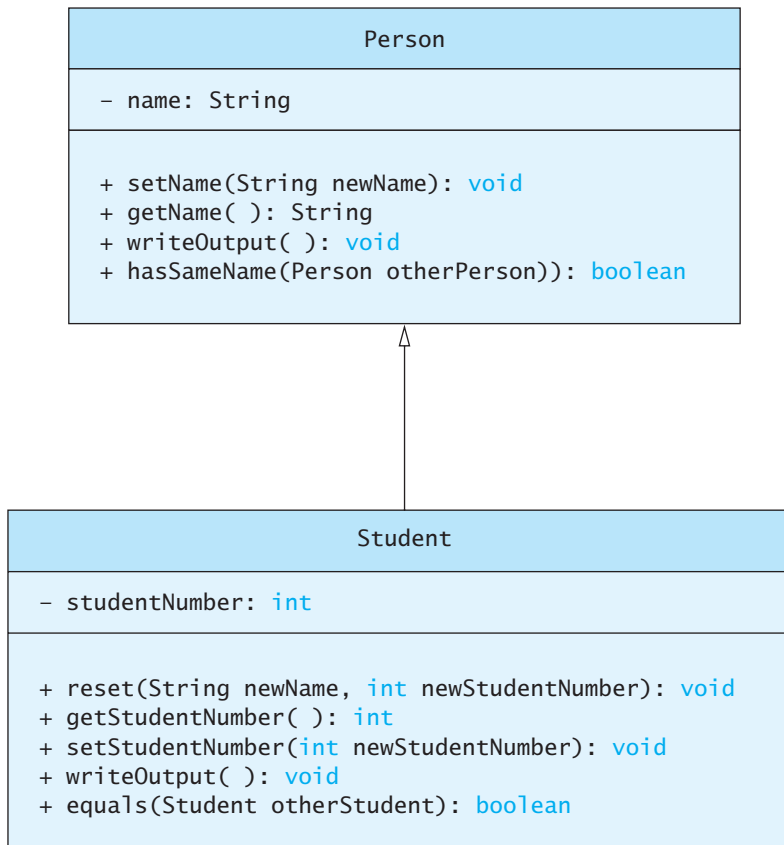 Person
– name: String
+ setName(String newName): void
+ getName( ): String
+ writeOutput( ): void
+ hasSameName(Person otherPerson)): boolean
Student
– studentNumber: int
+ reset(String newName, int newStudentNumber): void
+ getStudentNumber( ): int
+ setStudentNumber(int newStudentNumber): void
+ writeOutput( ): void
+ equals(Student otherStudent): boolean